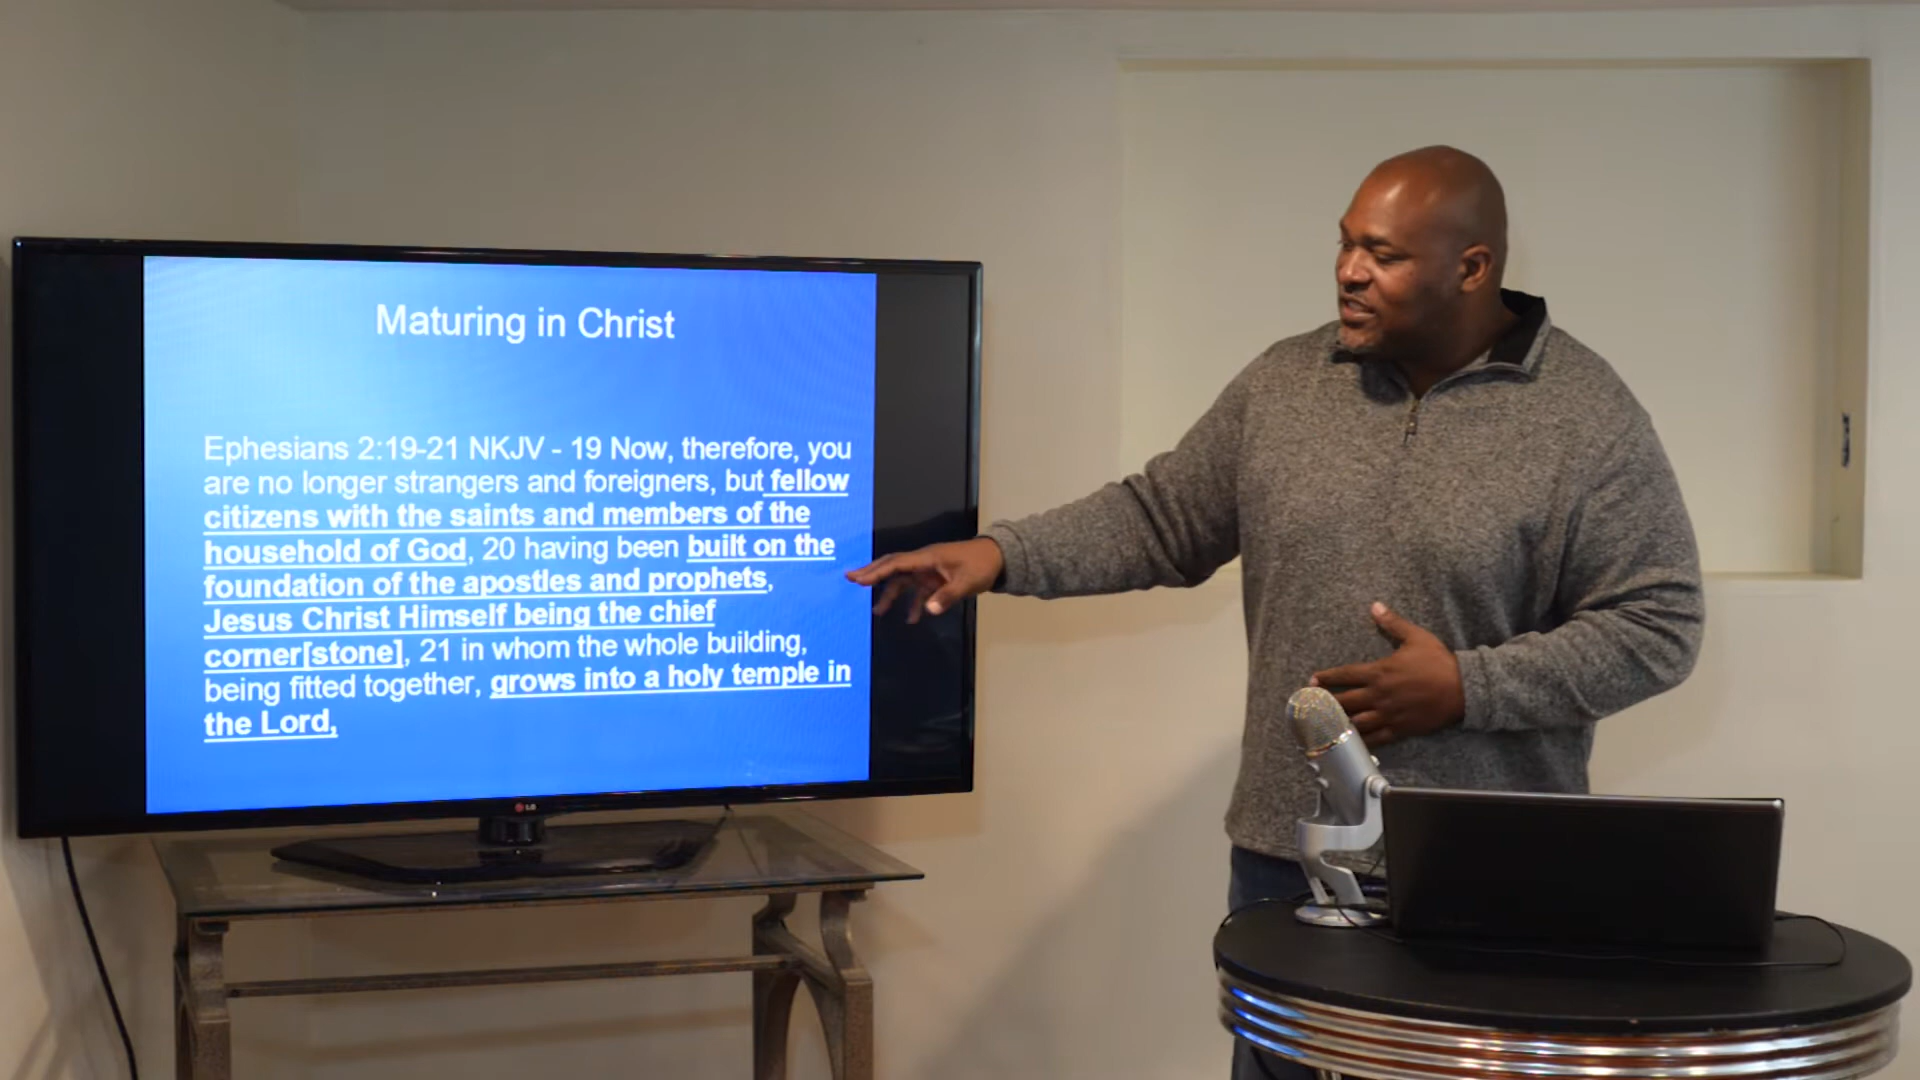 Maturing in Christ
Ephesians 2:19-21 NKJV - 19 Now, therefore, you
are no longer strangers and foreigners, but fellow
citizens with the saints and members of the
household of God, 20 having been built on the
foundation of the apostles and prophets,
Jesus Christ Himself being the chief
corner[stone], 21 in whom the whole building,
being fitted together, grows into a holy temple in
the Lord,
LG